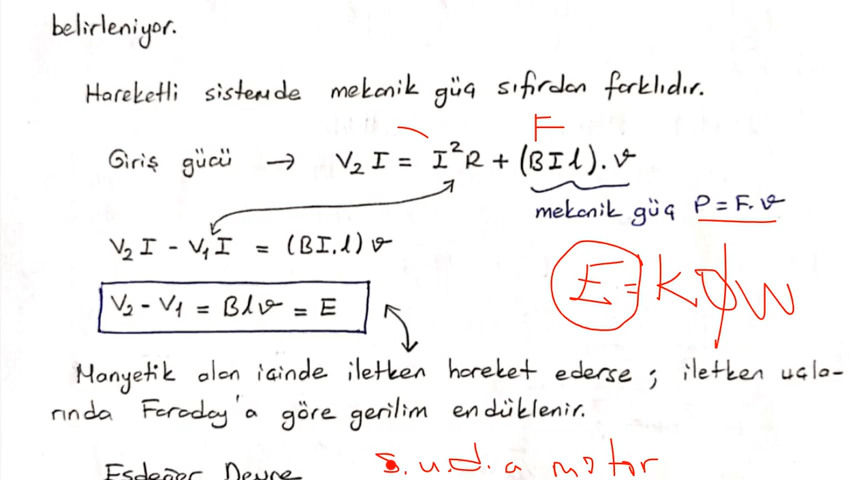 belirleniyor.
Hareketli sistemde mekanik güç sıfırdan farklıdır.
F
Giriş gücü → V₂I = I²R + (BIl).v
mekanik güç P = F.v
V₂I - V₁I = (BI.l)v
E = KϕW
V₂ - V₁ = Blv = E
Manyetik alan içinde iletken hareket ederse ; iletken uçla-
rında Faraday'a göre gerilim endüklenir.
s.u.d.a motor
Eşdeğer Devre